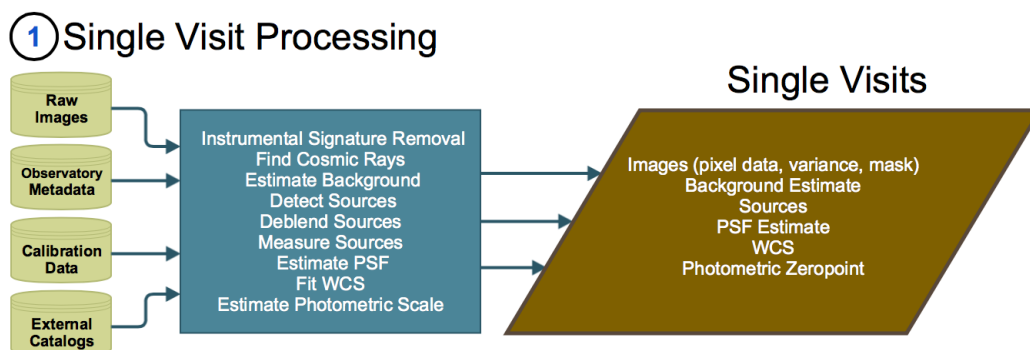 1 Single Visit Processing
Single Visits
Raw
Images
Observatory
Metadata
Calibration
Data
External
Catalogs
Instrumental Signature Removal
Find Cosmic Rays
Estimate Background
Detect Sources
Deblend Sources
Measure Sources
Estimate PSF
Fit WCS
Estimate Photometric Scale
Images (pixel data, variance, mask)
Background Estimate
Sources
PSF Estimate
WCS
Photometric Zeropoint